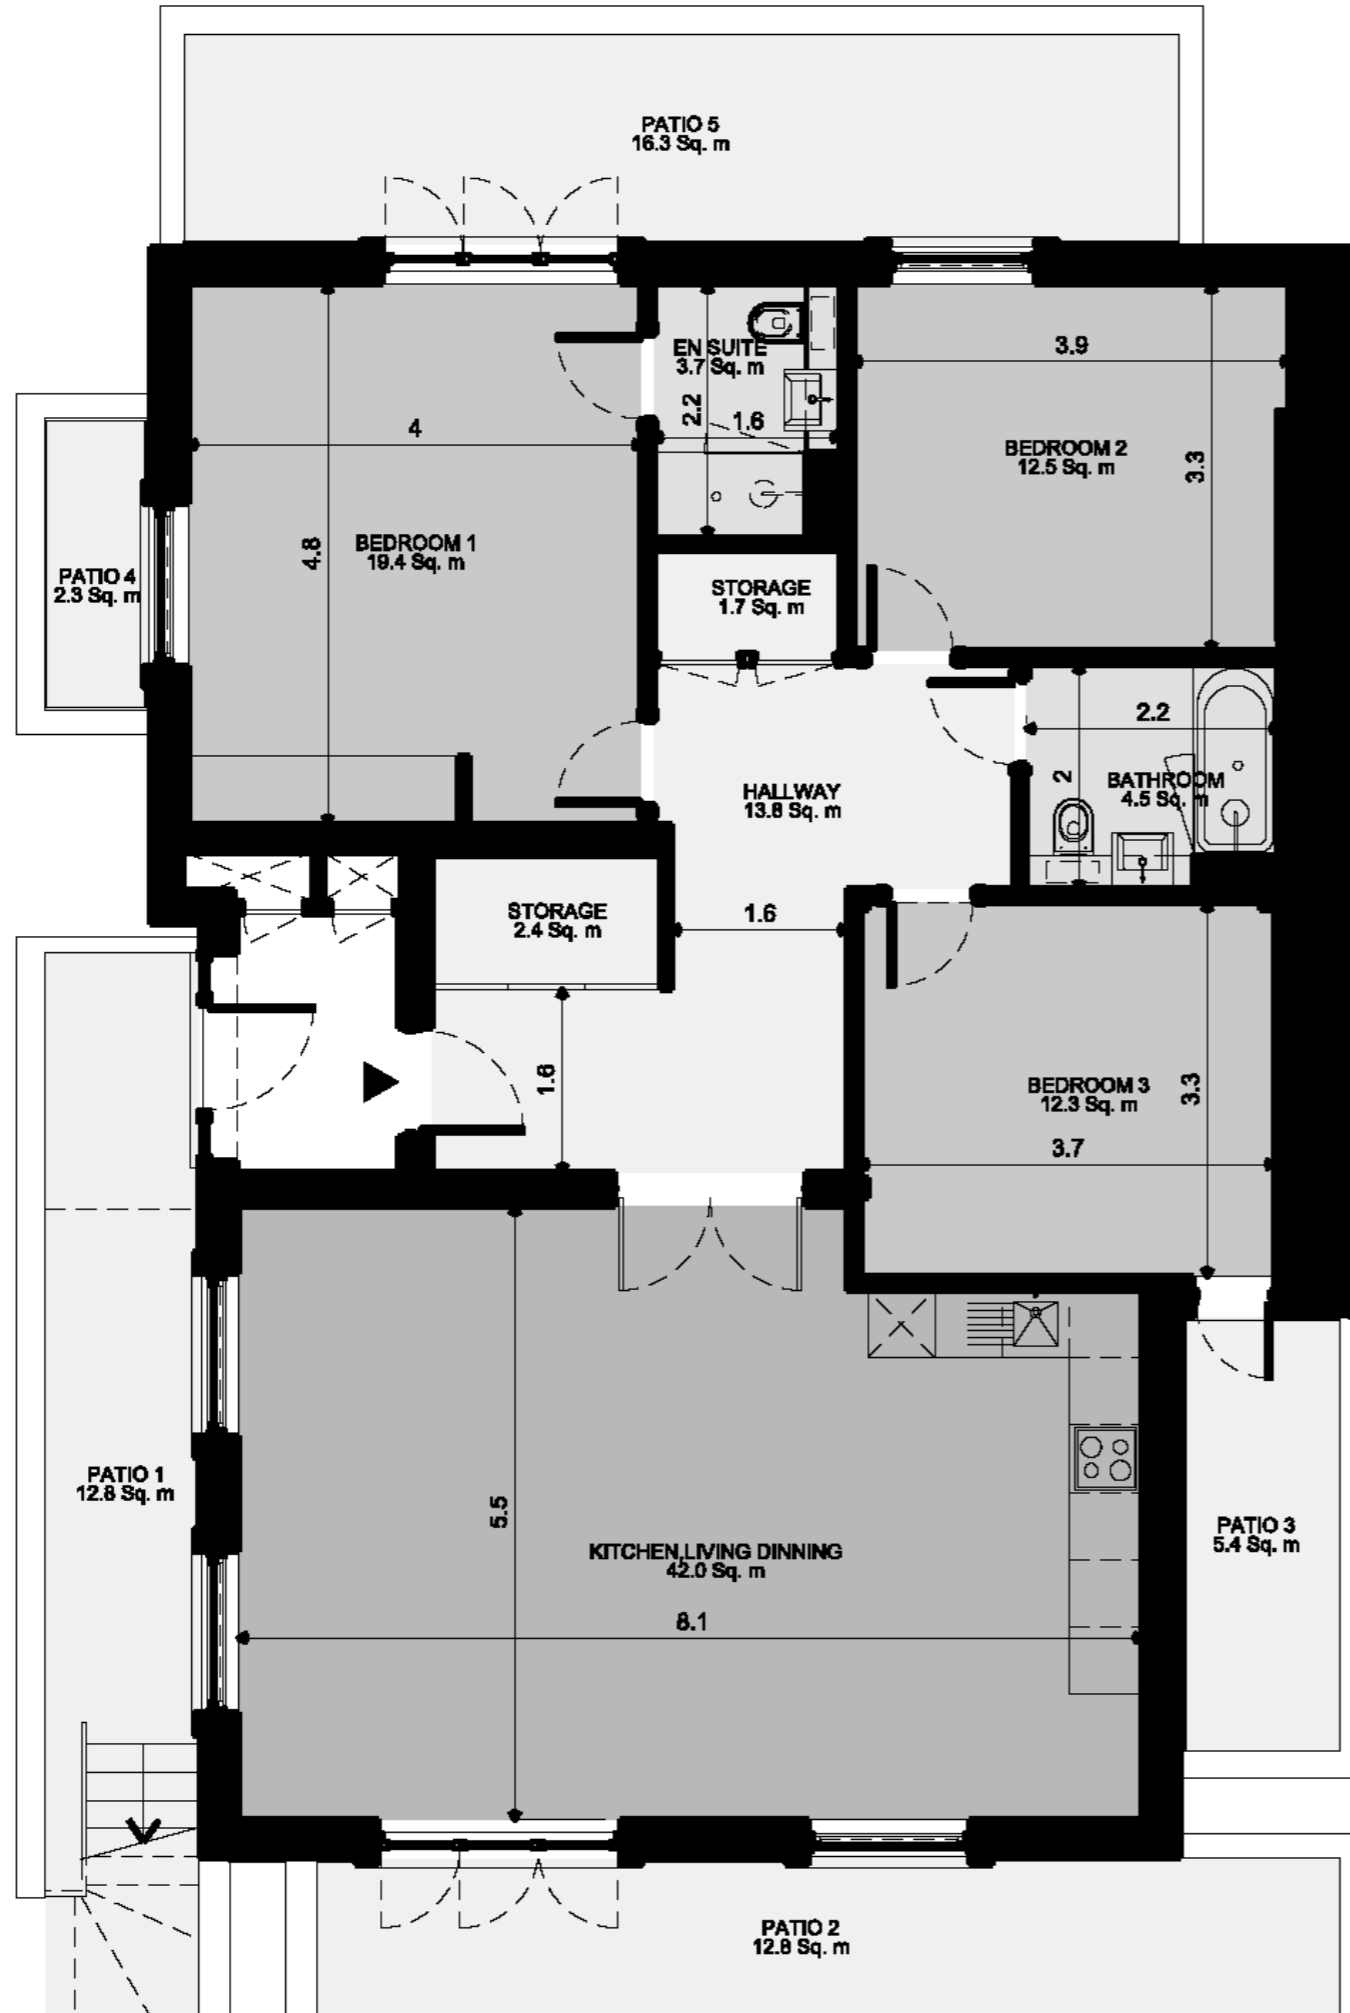 PATIO 5
16.3 Sq. m
EN SUITE
3.7 Sq. m
2.2
1.6
3.9
BEDROOM 2
12.5 Sq. m
3.3
4
4.8
BEDROOM 1
19.4 Sq. m
PATIO 4
2.3 Sq. m
STORAGE
1.7 Sq. m
2.2
2
BATHROOM
4.5 Sq. m
HALLWAY
13.8 Sq. m
STORAGE
2.4 Sq. m
1.6
1.6
BEDROOM 3
12.3 Sq. m
3.3
3.7
PATIO 1
12.8 Sq. m
5.5
KITCHEN,LIVING DINNING
42.0 Sq. m
8.1
PATIO 3
5.4 Sq. m
PATIO 2
12.8 Sq. m